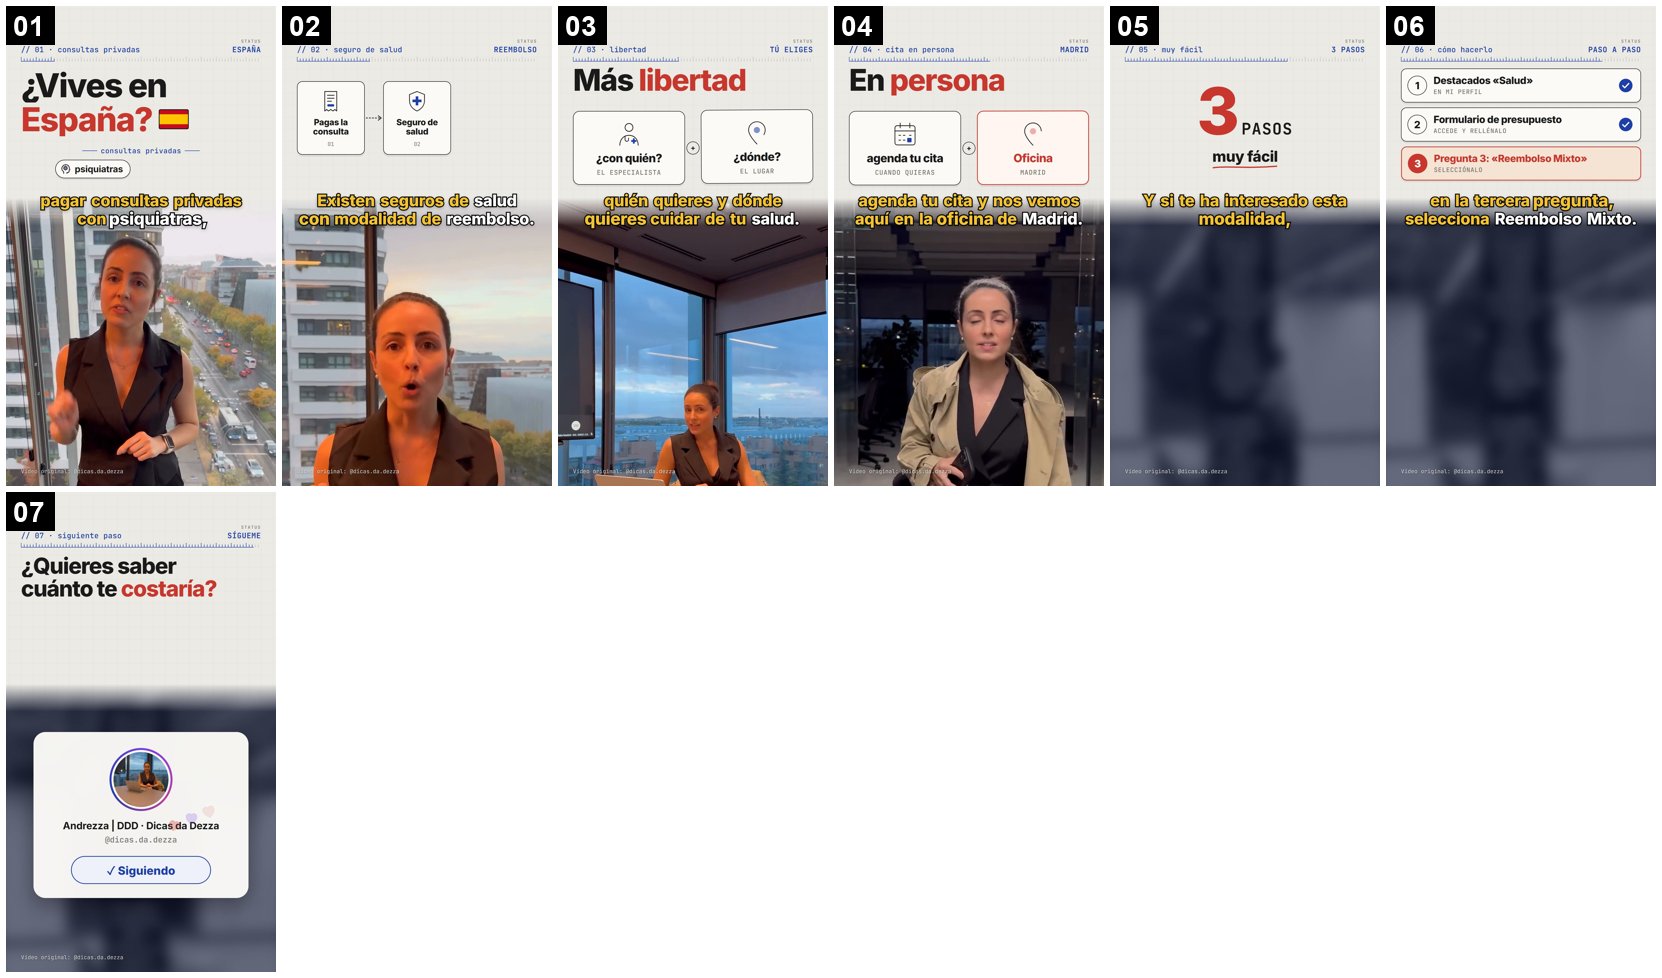 01
STATUS
// 01 · consultas privadas
ESPAÑA
¿Vives en
España?
consultas privadas
psiquiatras
pagar consultas privadas
con psiquiatras,
Vídeo original: @dicas.da.dezza
02
STATUS
// 02 · seguro de salud
REEMBOLSO
Pagas la
consulta
01
Seguro de
salud
02
Existen seguros de salud
con modalidad de reembolso.
Vídeo original: @dicas.da.dezza
03
STATUS
// 03 · libertad
TÚ ELIGES
Más libertad
¿con quién?
EL ESPECIALISTA
+
¿dónde?
EL LUGAR
quién quieres y dónde
quieres cuidar de tu salud.
Vídeo original: @dicas.da.dezza
04
STATUS
// 04 · cita en persona
MADRID
En persona
agenda tu cita
CUANDO QUIERAS
+
Oficina
MADRID
agenda tu cita y nos vemos
aquí en la oficina de Madrid.
Vídeo original: @dicas.da.dezza
05
STATUS
// 05 · muy fácil
3 PASOS
3 PASOS
muy fácil
Y si te ha interesado esta
modalidad,
Vídeo original: @dicas.da.dezza
06
STATUS
// 06 · cómo hacerlo
PASO A PASO
1
Destacados «Salud»
EN MI PERFIL
2
Formulario de presupuesto
ACCEDE Y RELLÉNALO
3
Pregunta 3: «Reembolso Mixto»
SELECCIÓNALO
en la tercera pregunta,
selecciona Reembolso Mixto.
Vídeo original: @dicas.da.dezza
07
STATUS
// 07 · siguiente paso
SÍGUEME
¿Quieres saber
cuánto te costaría?
Andrezza | DDD · Dicas da Dezza
@dicas.da.dezza
✓ Siguiendo
Vídeo original: @dicas.da.dezza